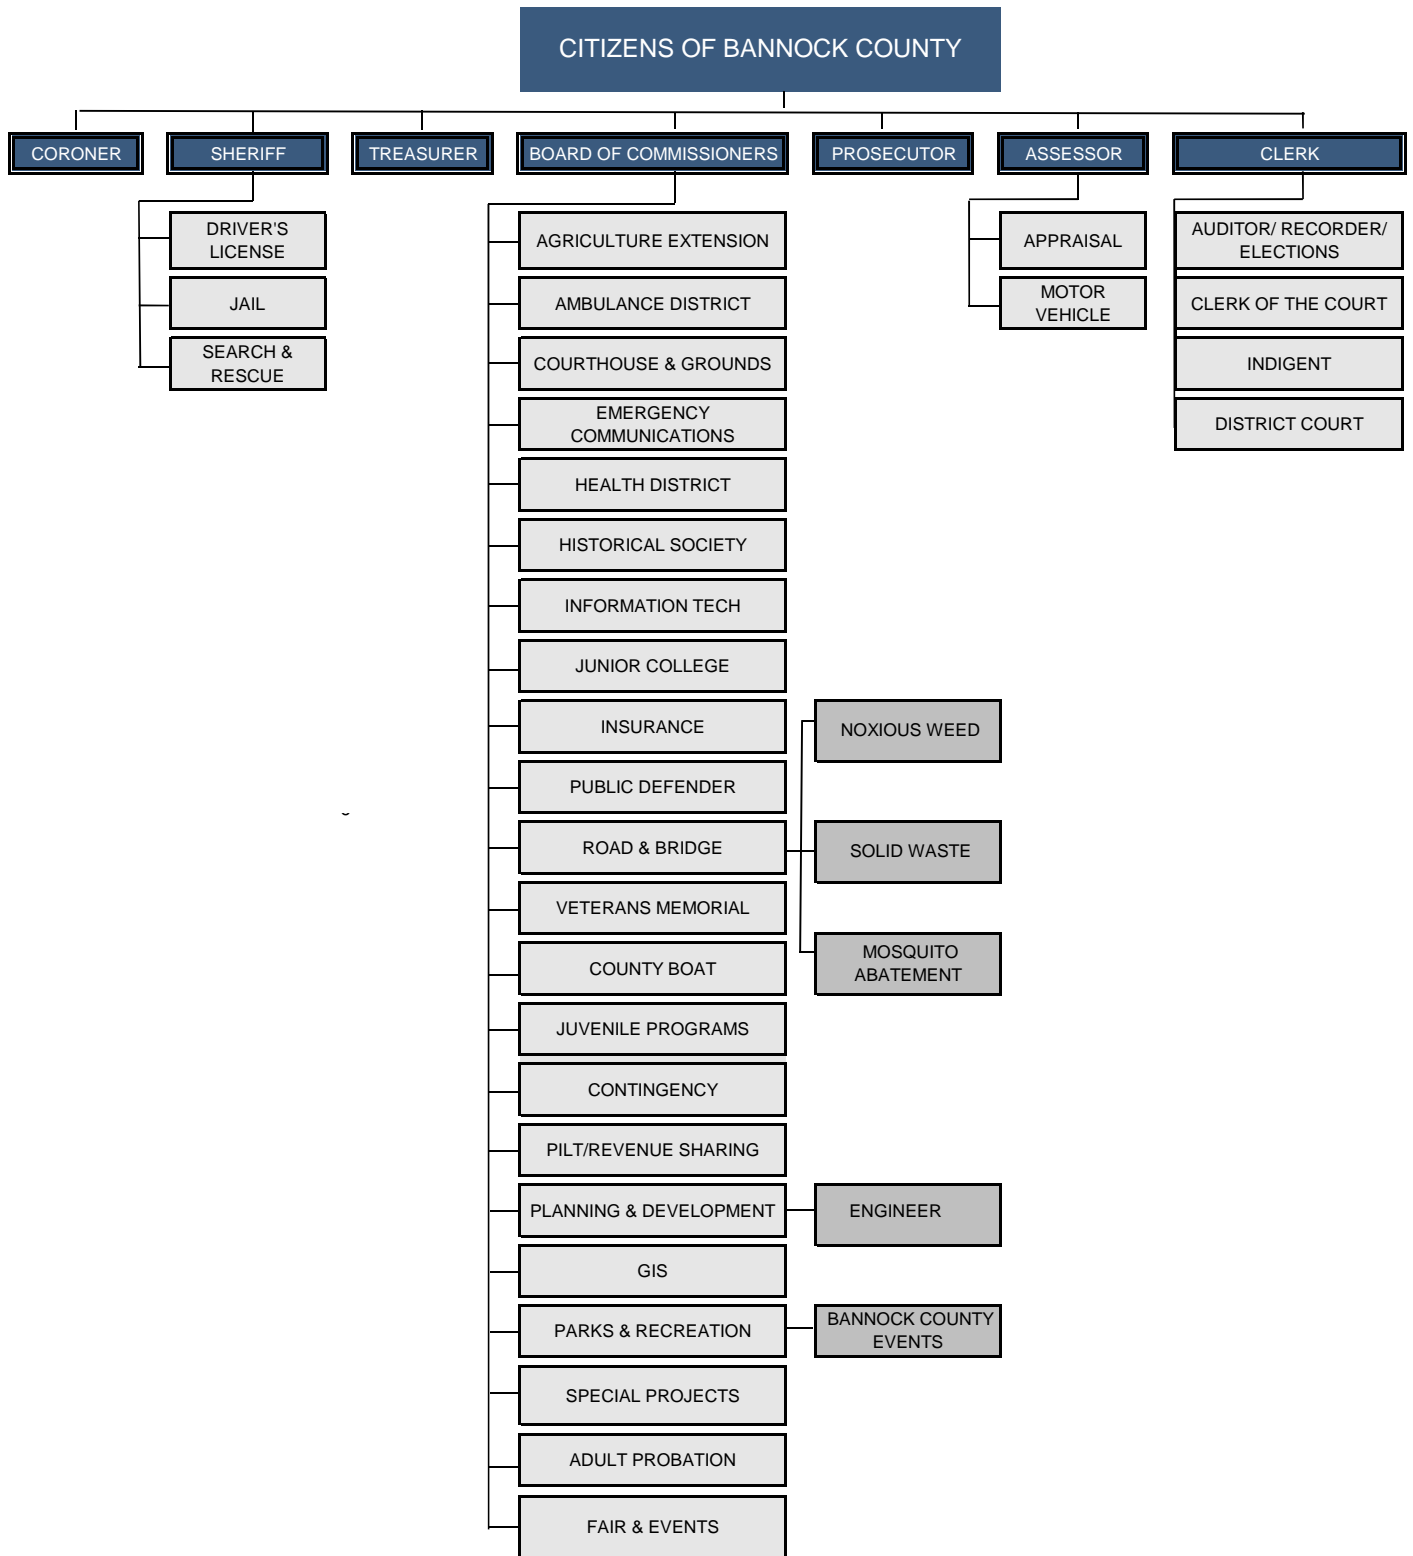 CITIZENS OF BANNOCK COUNTY
CORONER
SHERIFF
TREASURER
BOARD OF COMMISSIONERS
PROSECUTOR
ASSESSOR
CLERK
DRIVER'S
LICENSE
JAIL
SEARCH &
RESCUE
AGRICULTURE EXTENSION
AMBULANCE DISTRICT
COURTHOUSE & GROUNDS
EMERGENCY
COMMUNICATIONS
HEALTH DISTRICT
HISTORICAL SOCIETY
INFORMATION TECH
JUNIOR COLLEGE
INSURANCE
PUBLIC DEFENDER
ROAD & BRIDGE
VETERANS MEMORIAL
COUNTY BOAT
JUVENILE PROGRAMS
CONTINGENCY
PILT/REVENUE SHARING
PLANNING & DEVELOPMENT
GIS
PARKS & RECREATION
SPECIAL PROJECTS
ADULT PROBATION
FAIR & EVENTS
NOXIOUS WEED
SOLID WASTE
MOSQUITO
ABATEMENT
ENGINEER
BANNOCK COUNTY
EVENTS
APPRAISAL
MOTOR
VEHICLE
AUDITOR/ RECORDER/
ELECTIONS
CLERK OF THE COURT
INDIGENT
DISTRICT COURT